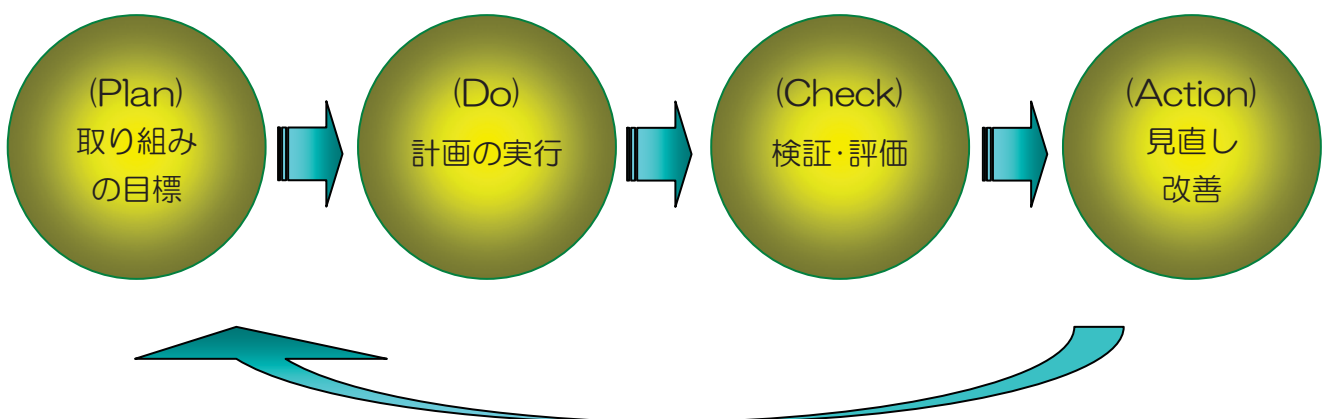 (Plan)
取り組み
の目標
(Do)
計画の実行
(Check)
検証・評価
(Action)
見直し
改善